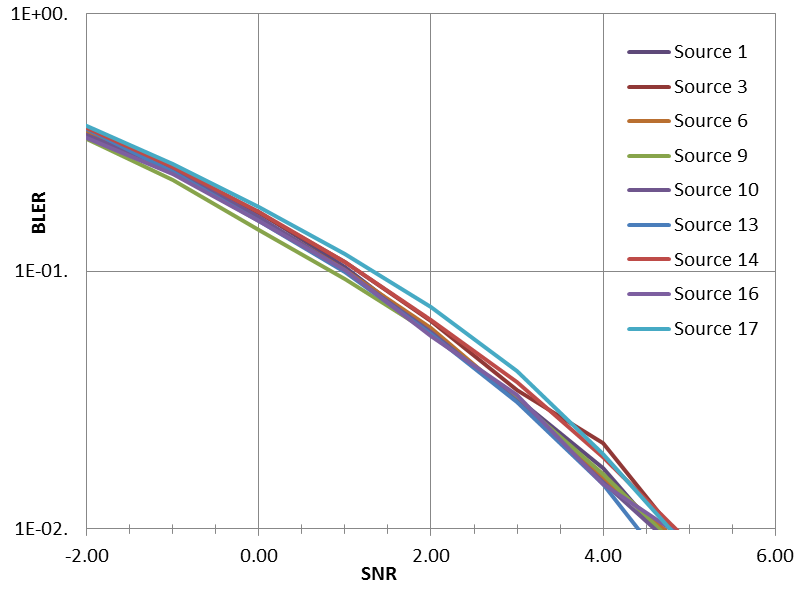 1E+00.
Source 1
Source 3
Source 6
Source 9
Source 10
Source 13
Source 14
Source 16
Source 17
BLER
1E-01.
1E-02.
-2.00 0.00 2.00 4.00 6.00
SNR